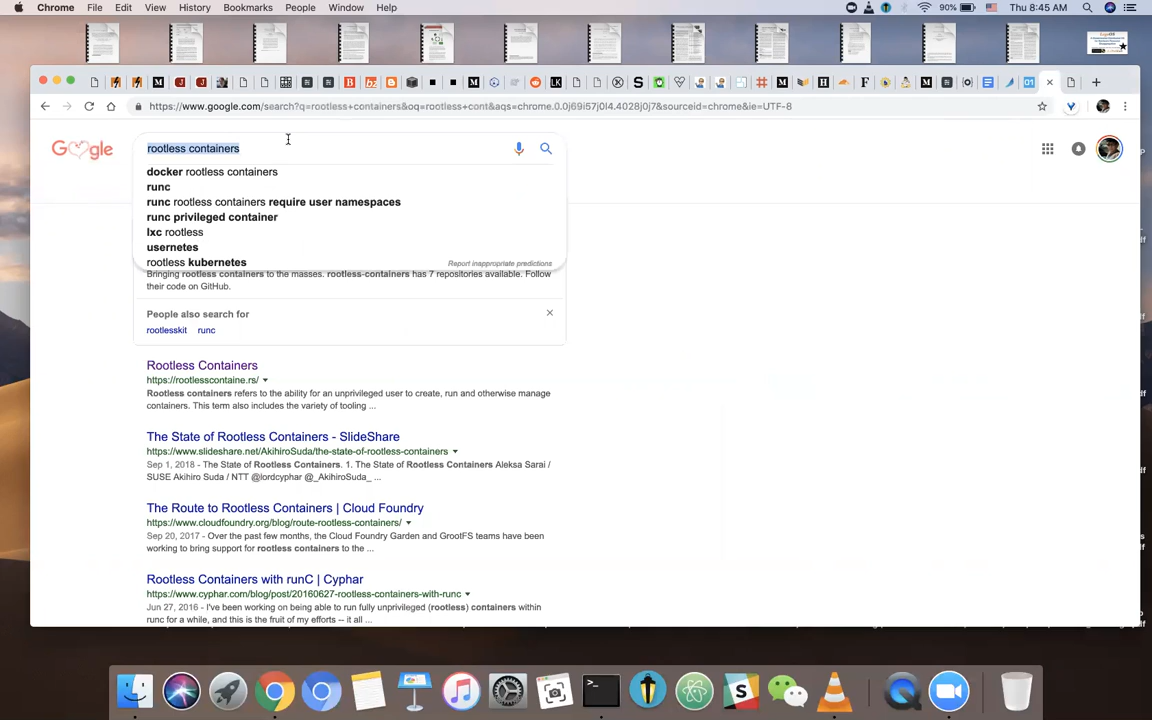 Chrome File Edit View History Bookmarks People Window Help
90% Thu 8:45 AM
https://www.google.com/search?q=rootless+containers&oq=rootless+cont&aqs=chrome.0.0j69i57j0l4.4028j0j7&sourceid=chrome&ie=UTF-8
Google
rootless containers
docker rootless containers
runc
runc rootless containers require user namespaces
runc privileged container
lxc rootless
usernetes
rootless kubernetes
Report inappropriate predictions
Bringing rootless containers to the masses. rootless-containers has 7 repositories available. Follow
their code on GitHub.
People also search for
rootlesskit runc
Rootless Containers
https://rootlesscontaine.rs/
Rootless containers refers to the ability for an unprivileged user to create, run and otherwise manage
containers. This term also includes the variety of tooling ...
The State of Rootless Containers - SlideShare
https://www.slideshare.net/AkihiroSuda/the-state-of-rootless-containers
Sep 1, 2018 - The State of Rootless Containers. 1. The State of Rootless Containers Aleksa Sarai /
SUSE Akihiro Suda / NTT @lordcyphar @_AkihiroSuda_ ...
The Route to Rootless Containers | Cloud Foundry
https://www.cloudfoundry.org/blog/route-rootless-containers/
Sep 20, 2017 - Over the past few months, the Cloud Foundry Garden and GrootFS teams have been
working to bring support for rootless containers to the ...
Rootless Containers with runC | Cyphar
https://www.cyphar.com/blog/post/20160627-rootless-containers-with-runc
Jun 27, 2016 - I've been working on being able to run fully unprivileged (rootless) containers within
runC for a while, and this is the fruit of my efforts -- it all ...